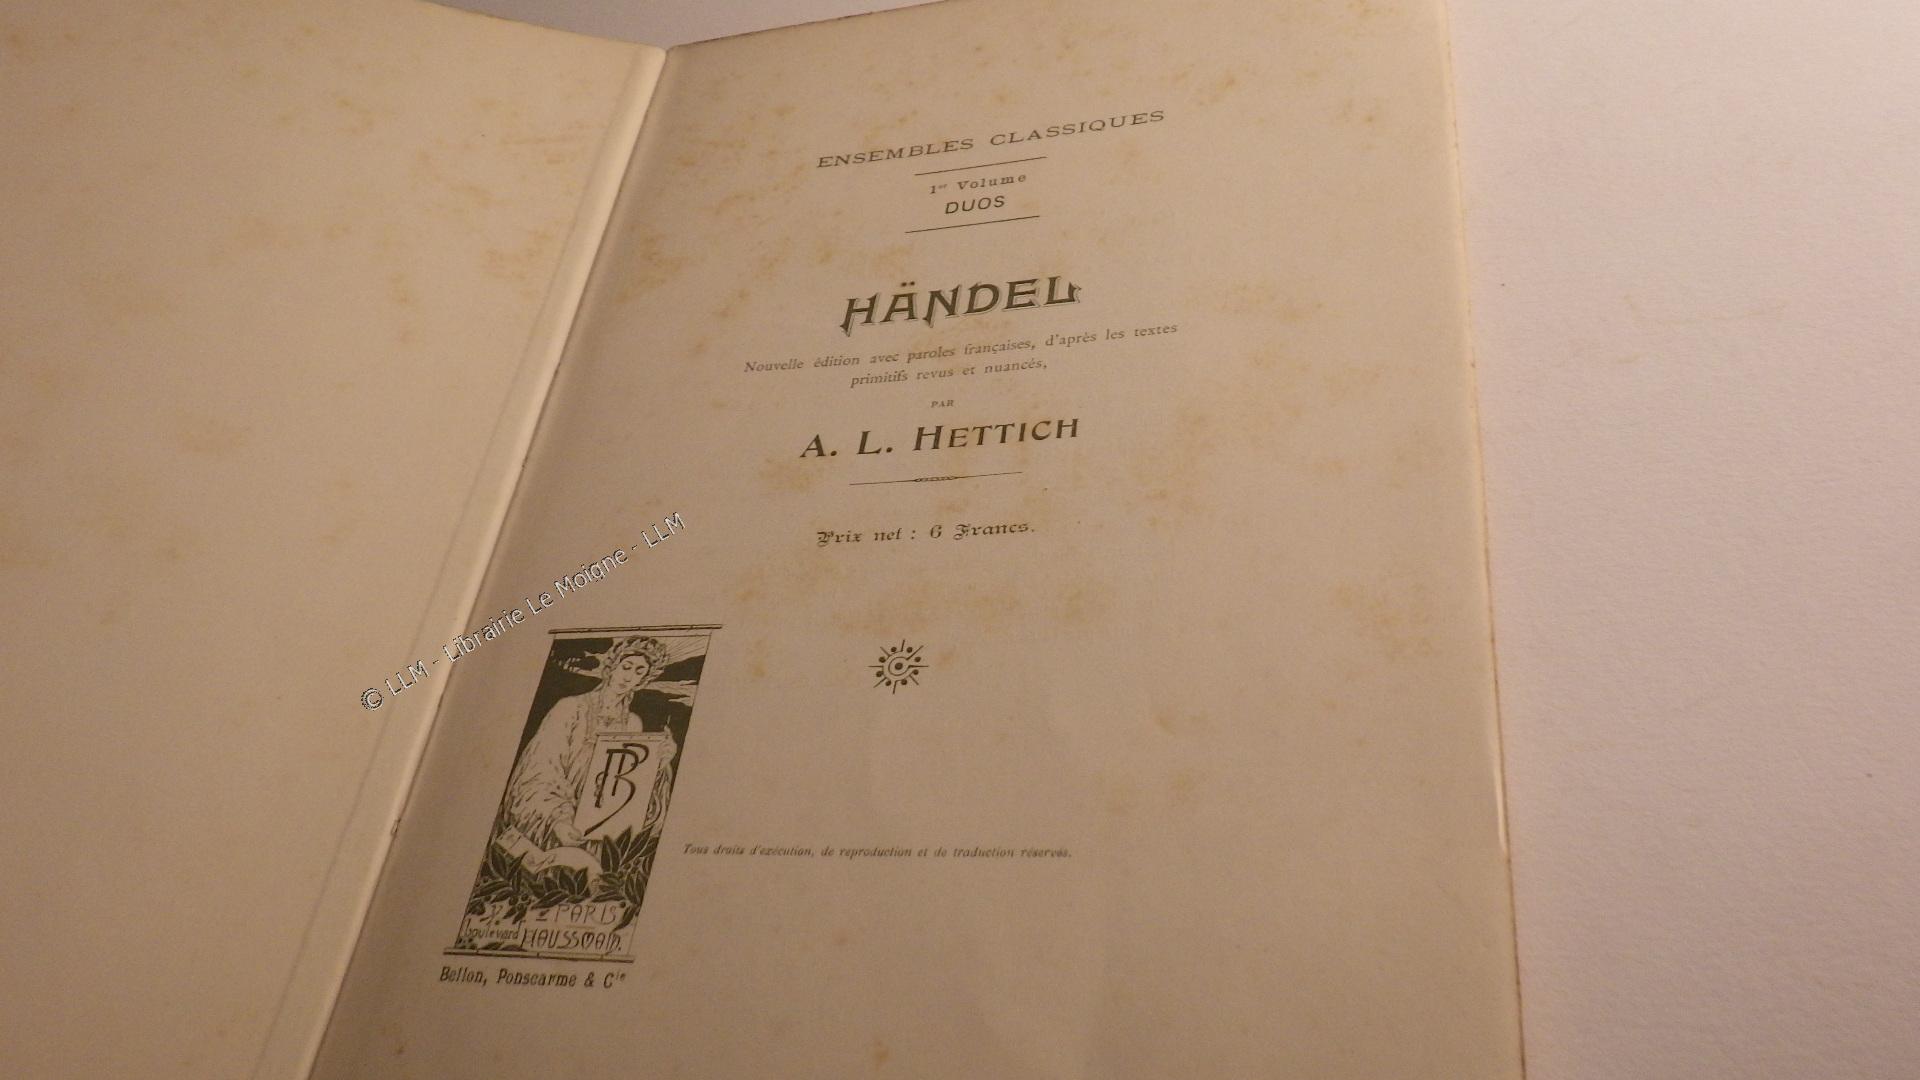 ENSEMBLES CLASSIQUES
1er Volume
DUOS
HÄNDEL
Nouvelle édition avec paroles françaises, d'après les textes
primitifs revus et nuancés,
PAR
A. L. HETTICH
Prix net : 6 Francs.
© LLM - Librairie Le Moigne - LLM
PB
Tous droits d'exécution, de reproduction et de traduction réservés.
PARIS
boulevard HAUSSMAN.
Bellon, Ponscarme & Cie